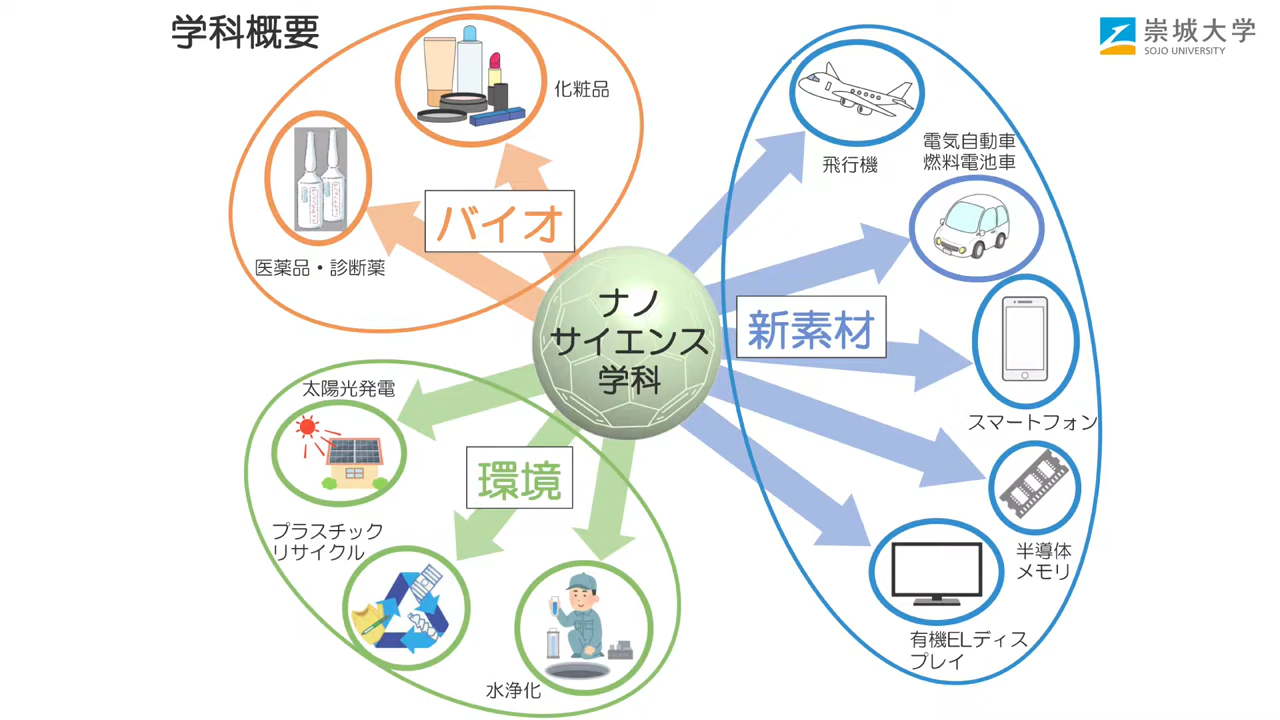 学科概要
崇城大学
SOJO UNIVERSITY
化粧品
医薬品・診断薬
バイオ
飛行機
電気自動車
燃料電池車
新素材
スマートフォン
半導体
メモリ
有機ELディス
プレイ
ナノ
サイエンス
学科
太陽光発電
環境
プラスチック
リサイクル
水浄化